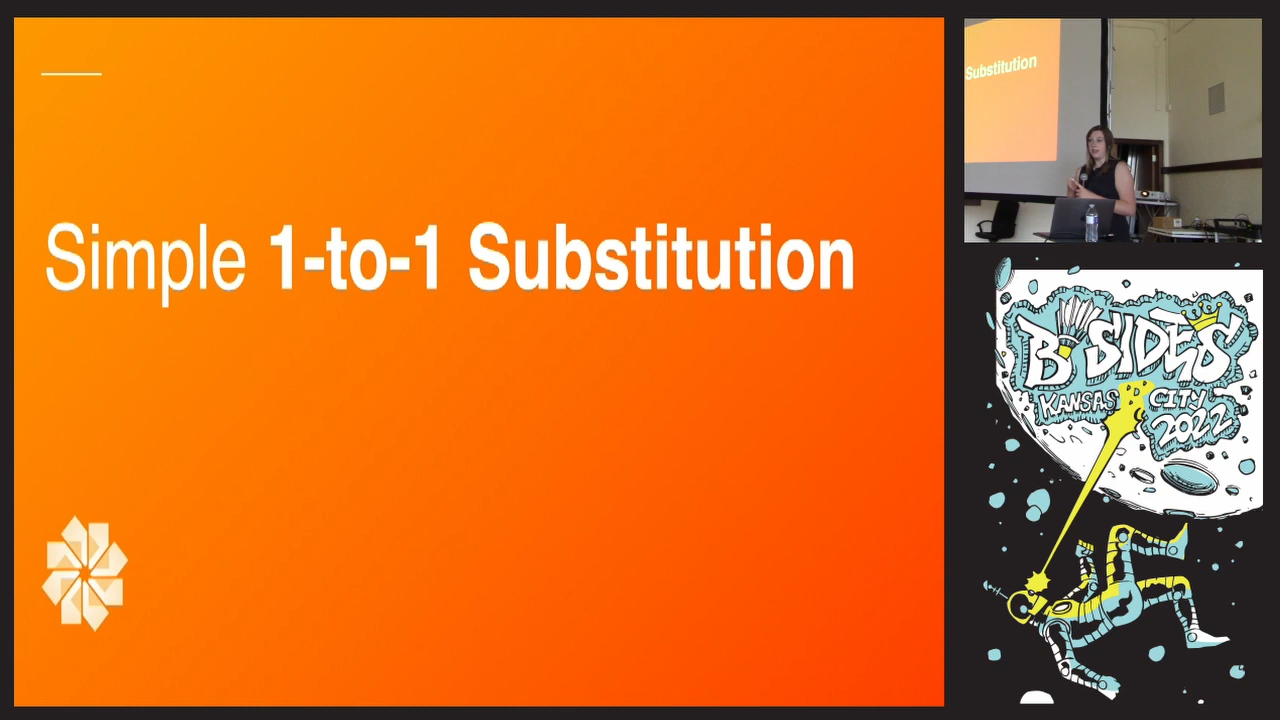 Simple 1-to-1 Substitution
Substitution
B SIDES
KANSAS CITY
2022